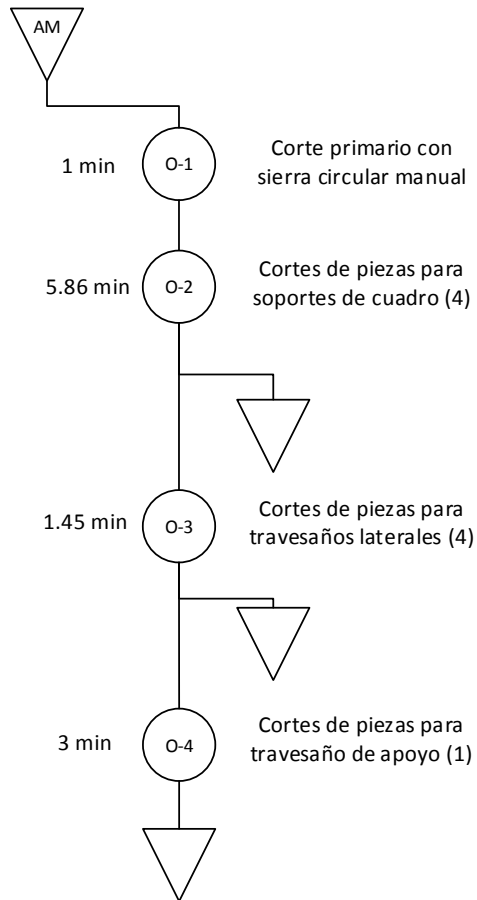 AM
1 min
O-1
Corte primario con
sierra circular manual
5.86 min
O-2
Cortes de piezas para
soportes de cuadro (4)
1.45 min
O-3
Cortes de piezas para
travesaños laterales (4)
3 min
O-4
Cortes de piezas para
travesaño de apoyo (1)